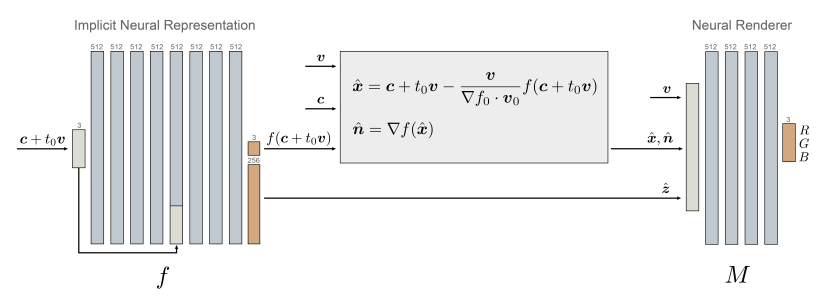 Implicit Neural Representation
Neural Renderer
512 512 512 512 512 512 512 512
512 512 512 512
v
x̂ = c + t₀v − v / (∇f₀ · v₀) f(c + t₀v)
v
c
3
3
3
R
c + t₀v
f(c + t₀v)
n̂ = ∇f(x̂)
x̂, n̂
G
256
B
ẑ
f
M